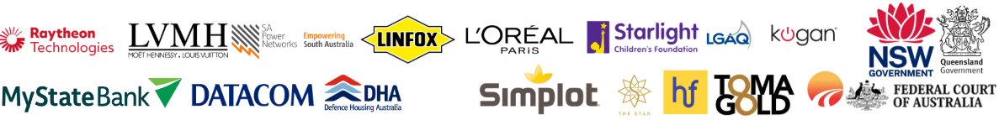 Raytheon
Technologies
LVMH
MOËT HENNESSY. LOUIS VUITTON
SA
Power
Networks
Empowering
South Australia
LINFOX
L'ORÉAL
PARIS
Starlight
Children's Foundation
LGAQ
kogan
NSW
GOVERNMENT
Queensland
Government
MyStateBank
DATACOM
DHA
Defence Housing Australia
Simplot
THE STAR
hf
TOMA
GOLD
FEDERAL COURT
OF AUSTRALIA